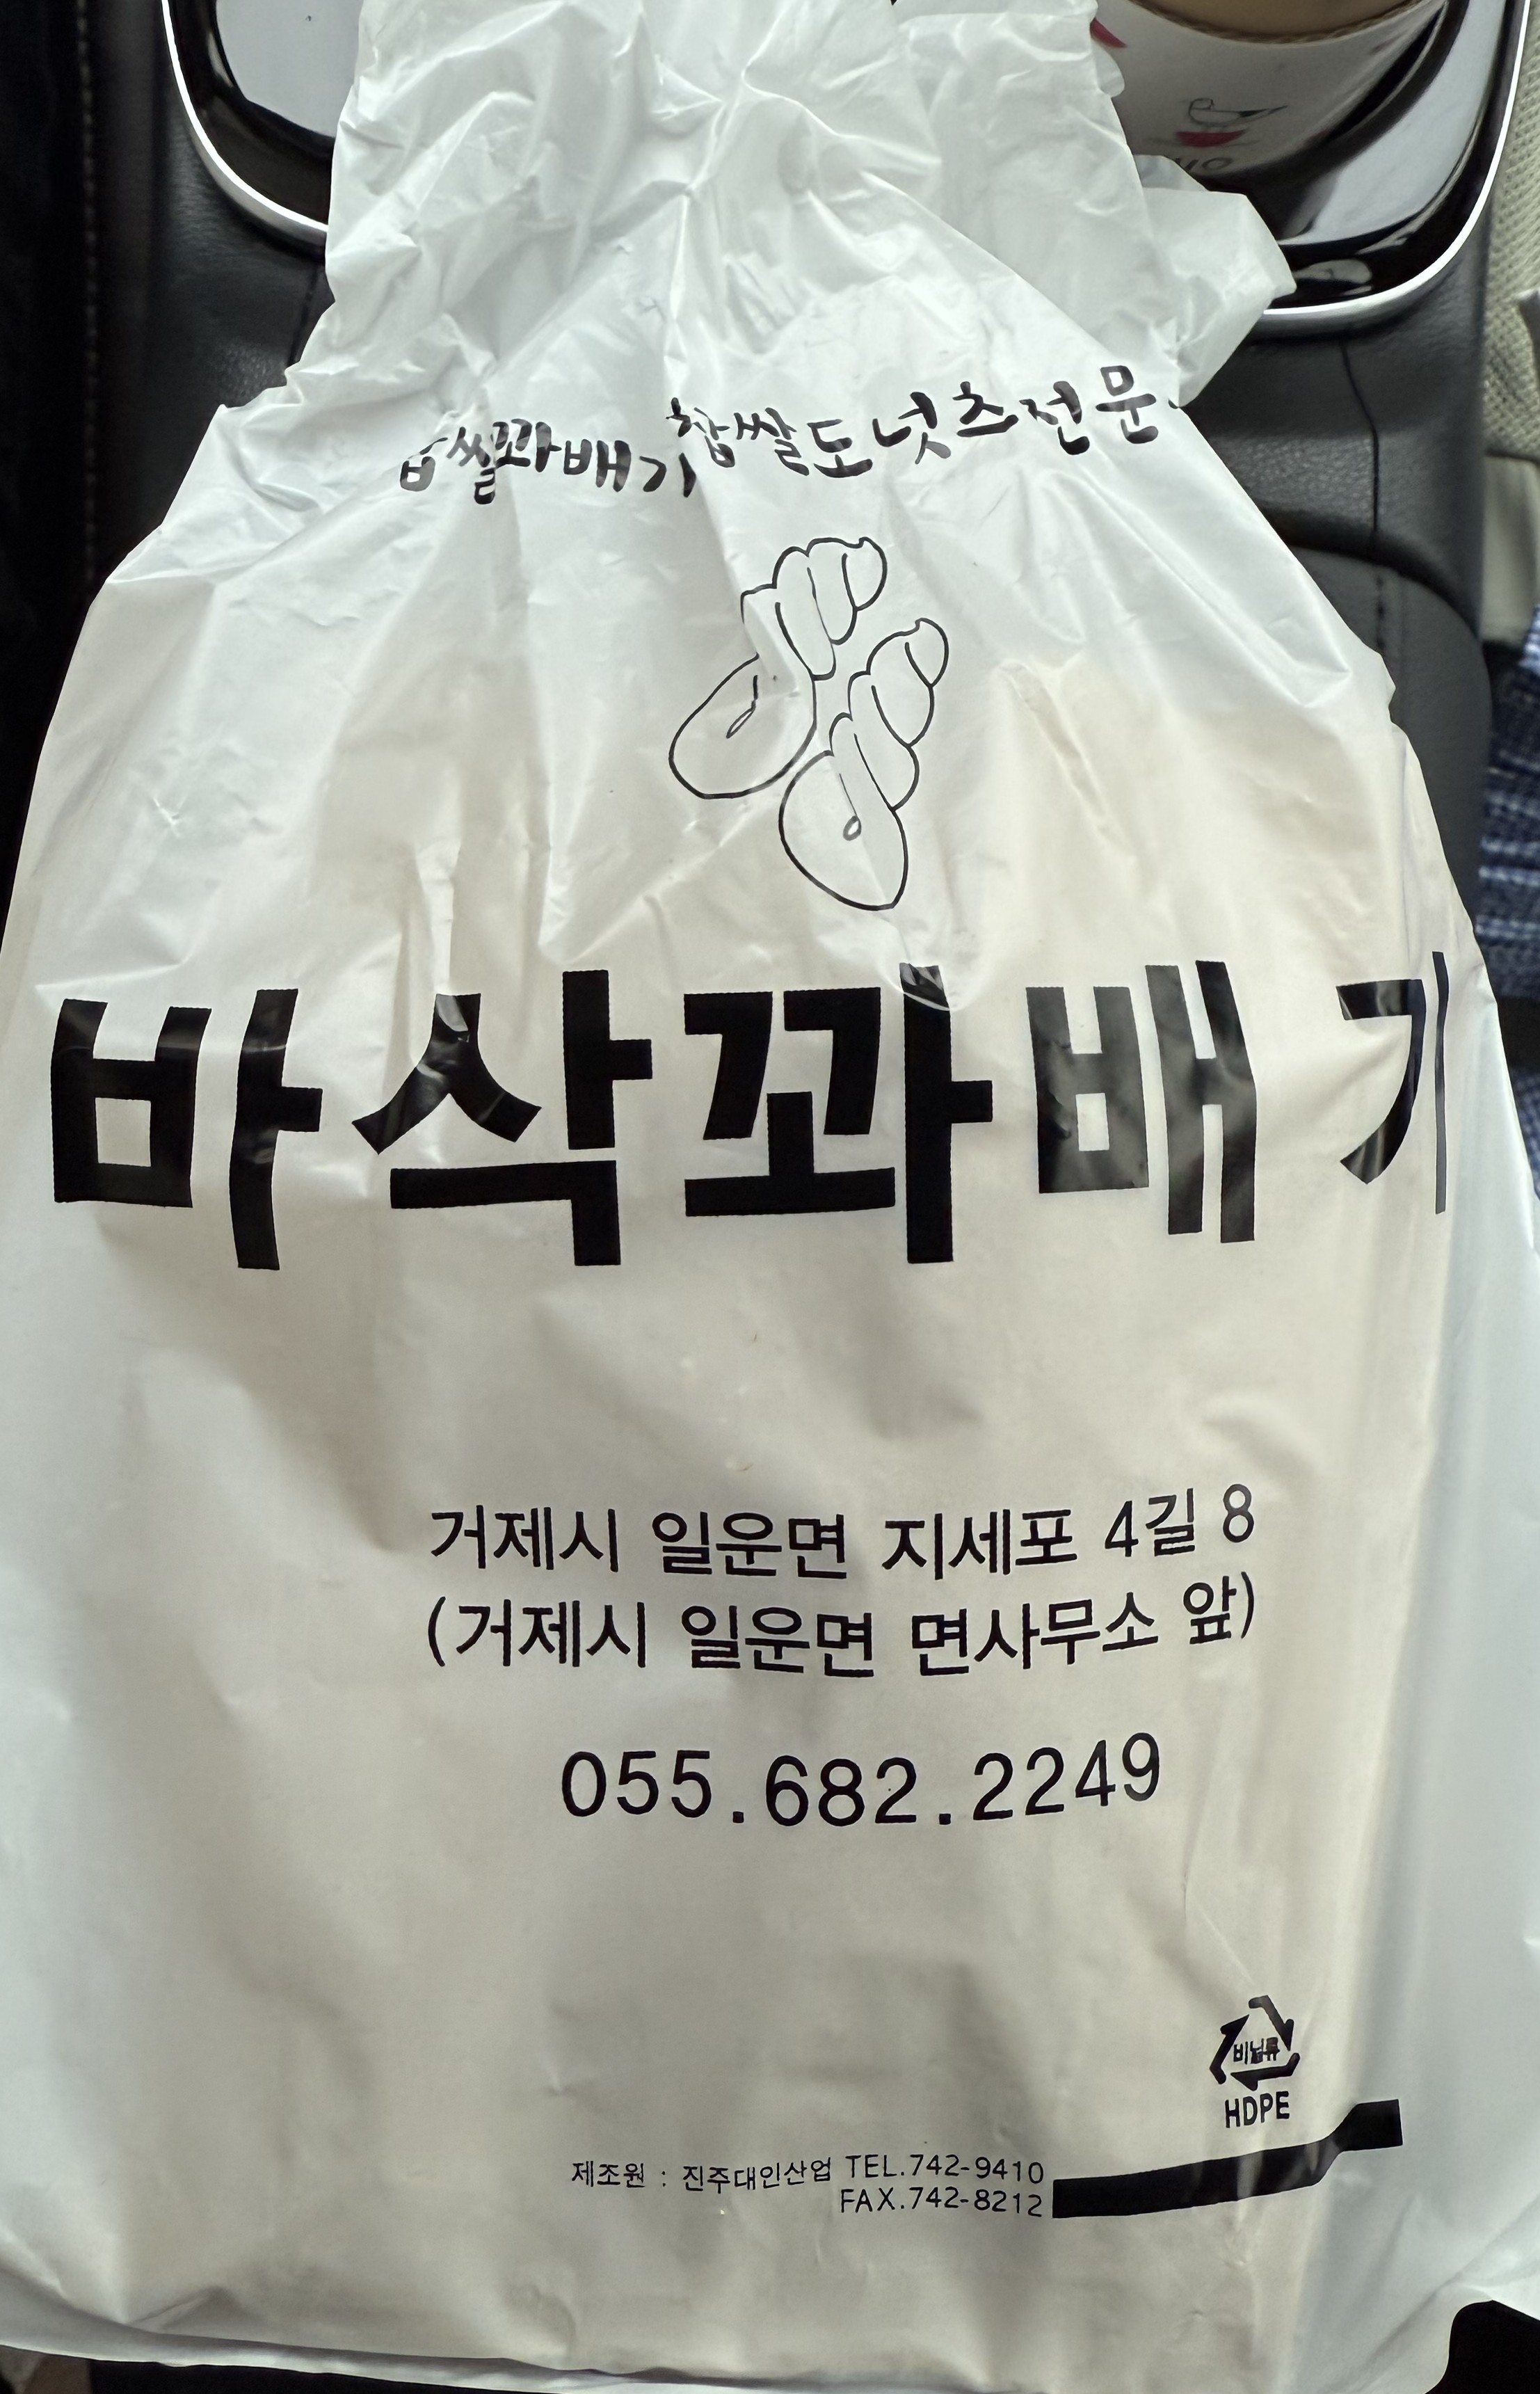 찹쌀꽈배기찹쌀도넛츠전문
바삭꽈배기
거제시 일운면 지세포 4길 8
(거제시 일운면 면사무소 앞)
055.682.2249
비닐류
HDPE
제조원 : 진주대인산업 TEL.742-9410
FAX.742-8212